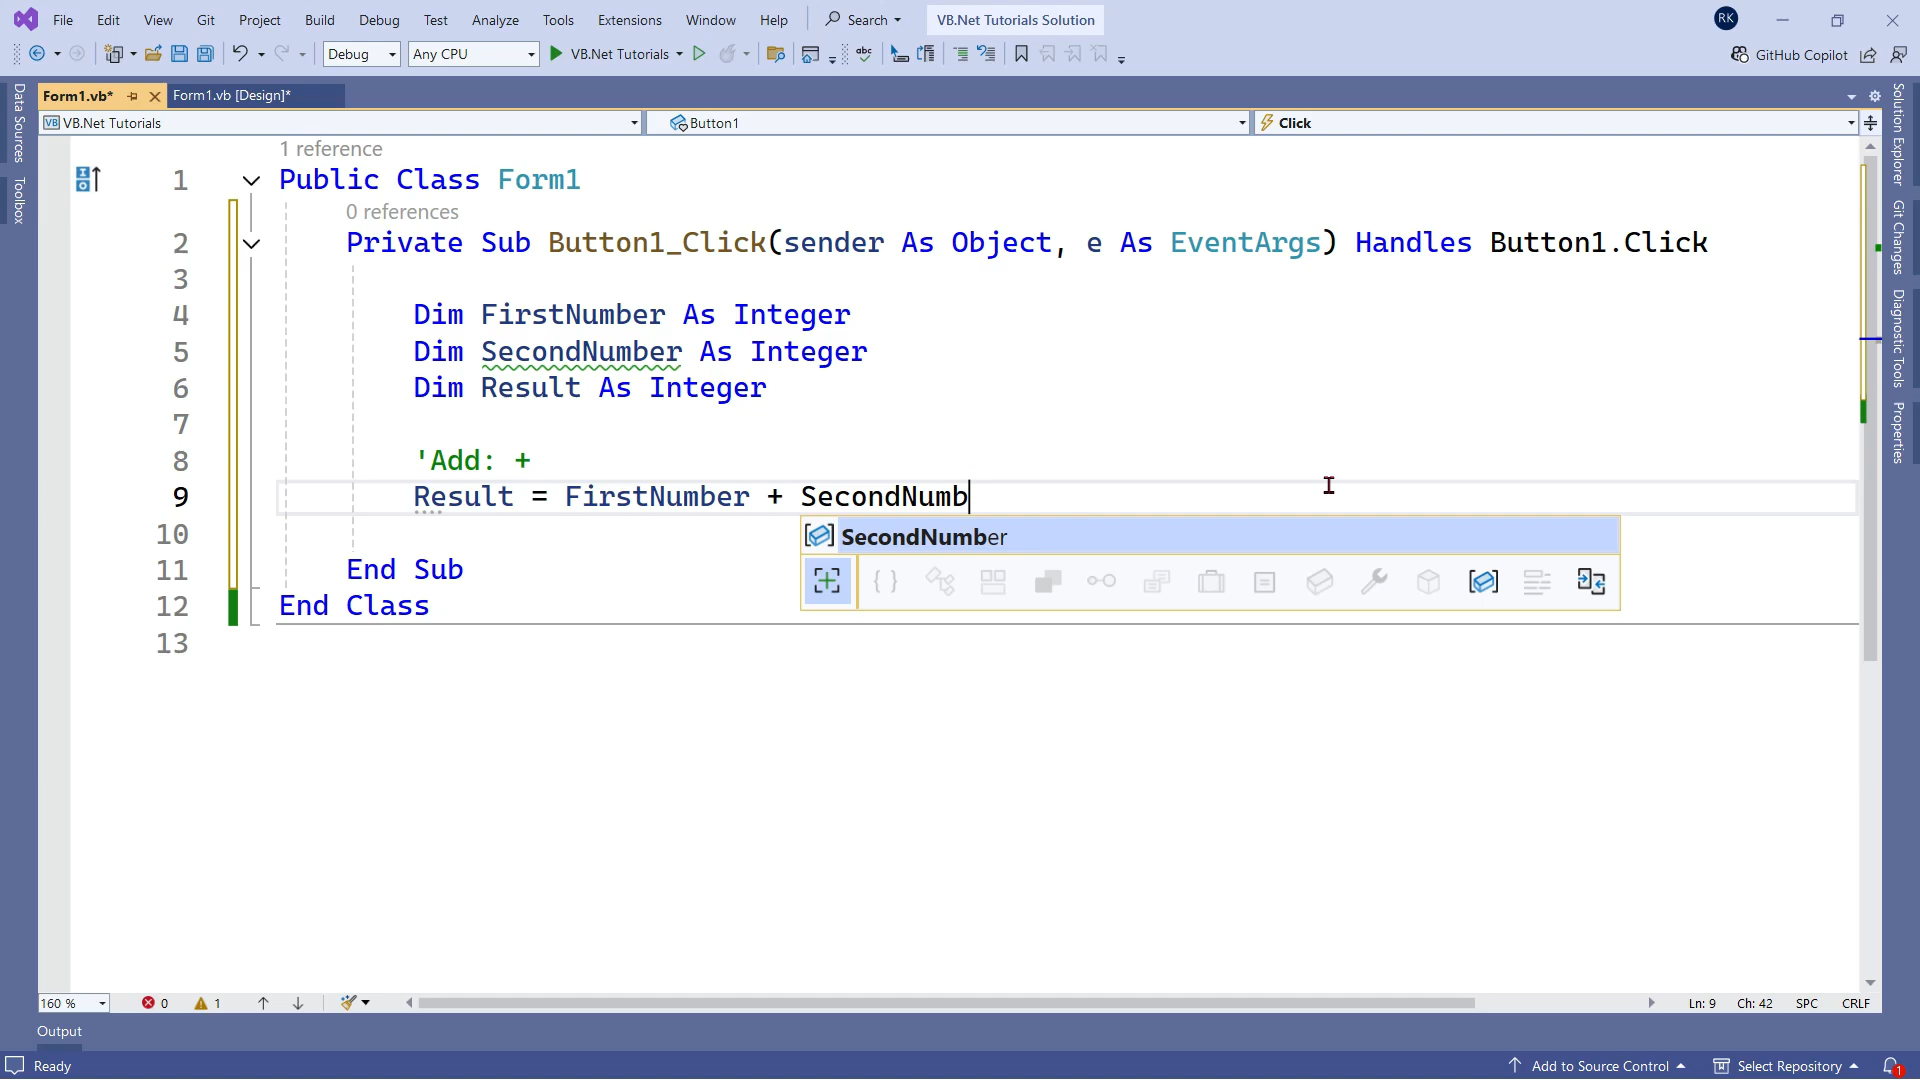 File Edit View Git Project Build Debug Test Analyze Tools Extensions Window Help Search VB.Net Tutorials Solution RK
Debug Any CPU VB.Net Tutorials abc GitHub Copilot
Form1.vb* Form1.vb [Design]*
VB VB.Net Tutorials Button1 Click
Data Sources
Toolbox
Solution Explorer
Git Changes
Diagnostic Tools
Properties
1 reference
1 Public Class Form1
0 references
2 Private Sub Button1_Click(sender As Object, e As EventArgs) Handles Button1.Click
3
4 Dim FirstNumber As Integer
5 Dim SecondNumber As Integer
6 Dim Result As Integer
7
8 'Add: +
9 Result = FirstNumber + SecondNumb
SecondNumber
10
11 End Sub
12 End Class
13
160 % 0 1 Ln: 9 Ch: 42 SPC CRLF
Output
Ready Add to Source Control Select Repository 1